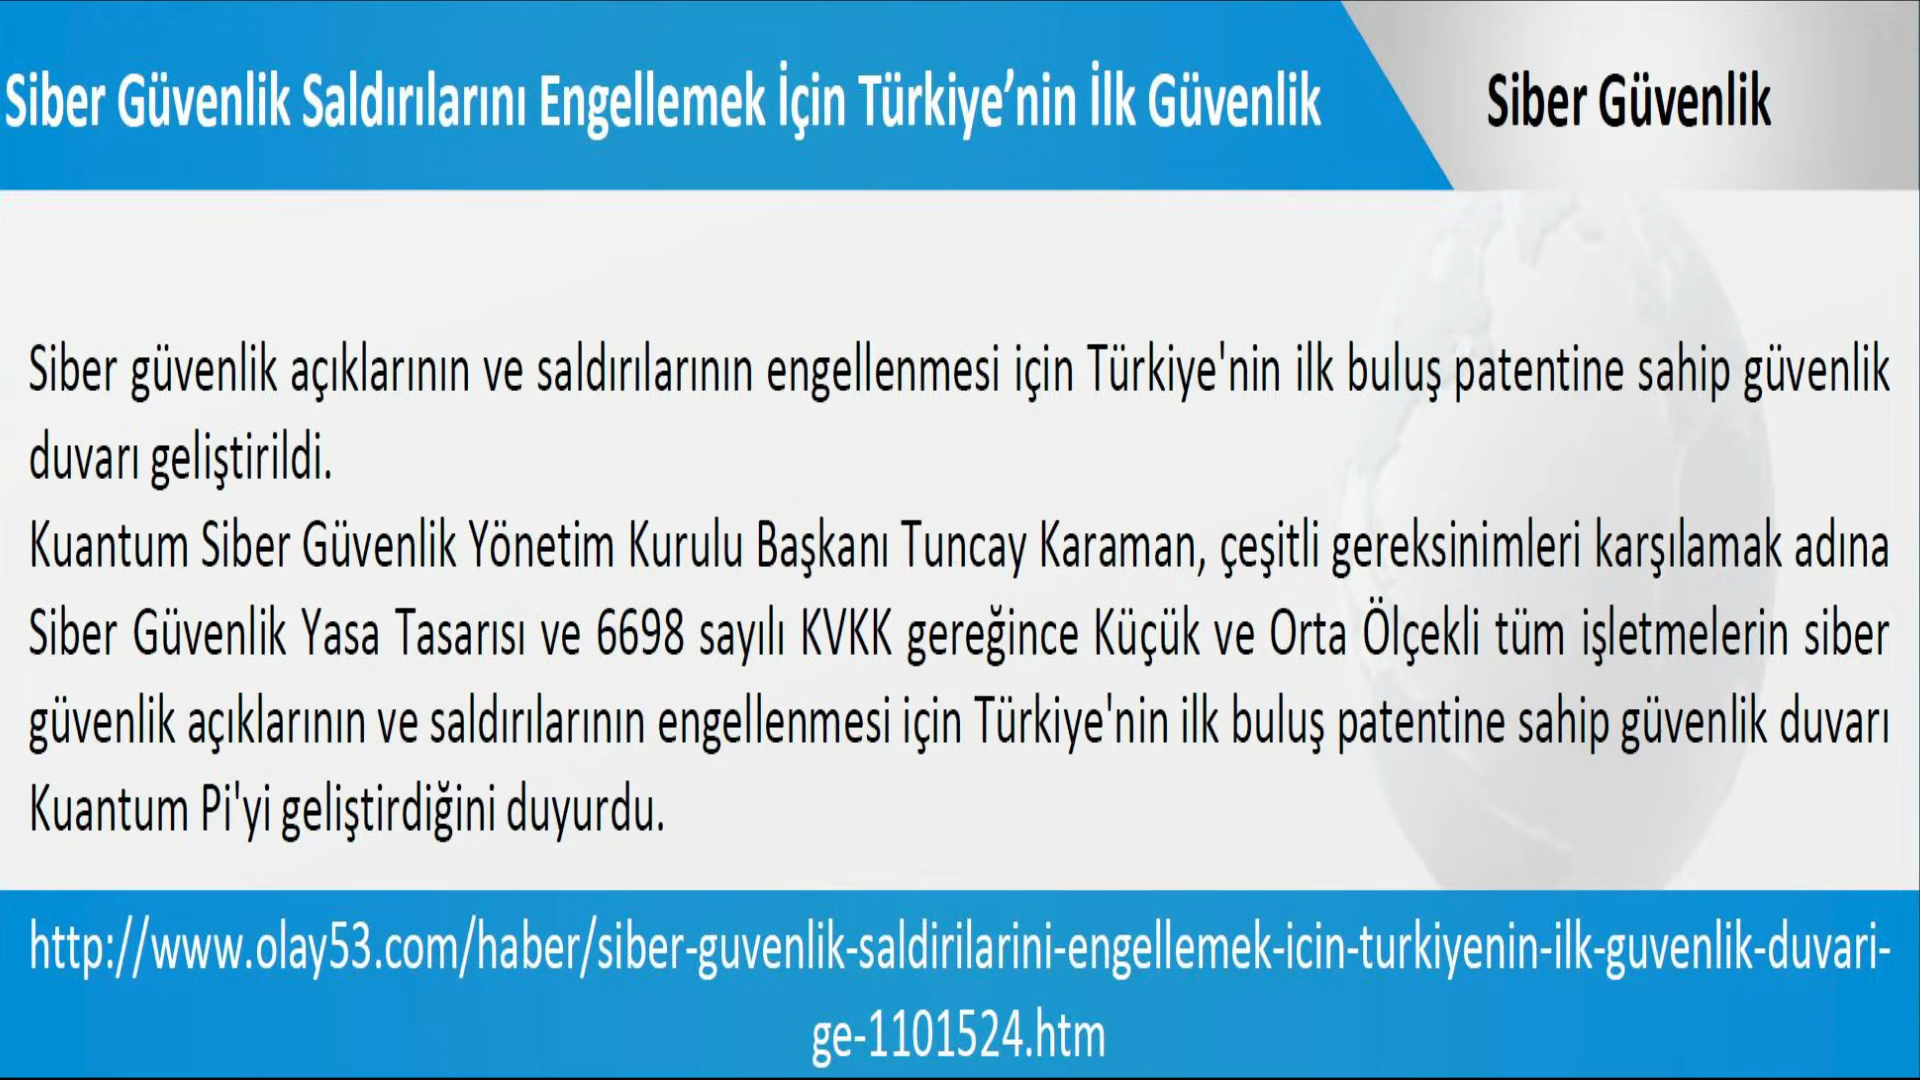 Siber Güvenlik Saldırılarını Engellemek İçin Türkiye’nin İlk Güvenlik
Siber Güvenlik
Siber güvenlik açıklarının ve saldırılarının engellenmesi için Türkiye'nin ilk buluş patentine sahip güvenlik
duvarı geliştirildi.
Kuantum Siber Güvenlik Yönetim Kurulu Başkanı Tuncay Karaman, çeşitli gereksinimleri karşılamak adına
Siber Güvenlik Yasa Tasarısı ve 6698 sayılı KVKK gereğince Küçük ve Orta Ölçekli tüm işletmelerin siber
güvenlik açıklarının ve saldırılarının engellenmesi için Türkiye'nin ilk buluş patentine sahip güvenlik duvarı
Kuantum Pi'yi geliştirdiğini duyurdu.
http://www.olay53.com/haber/siber-guvenlik-saldirilarini-engellemek-icin-turkiyenin-ilk-guvenlik-duvari-
ge-1101524.htm